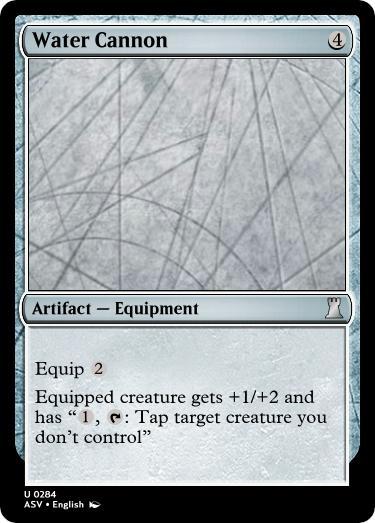 Water Cannon 4
Artifact — Equipment
Equip 2
Equipped creature gets +1/+2 and
has “1, : Tap target creature you
don’t control”
U 0284
ASV • English